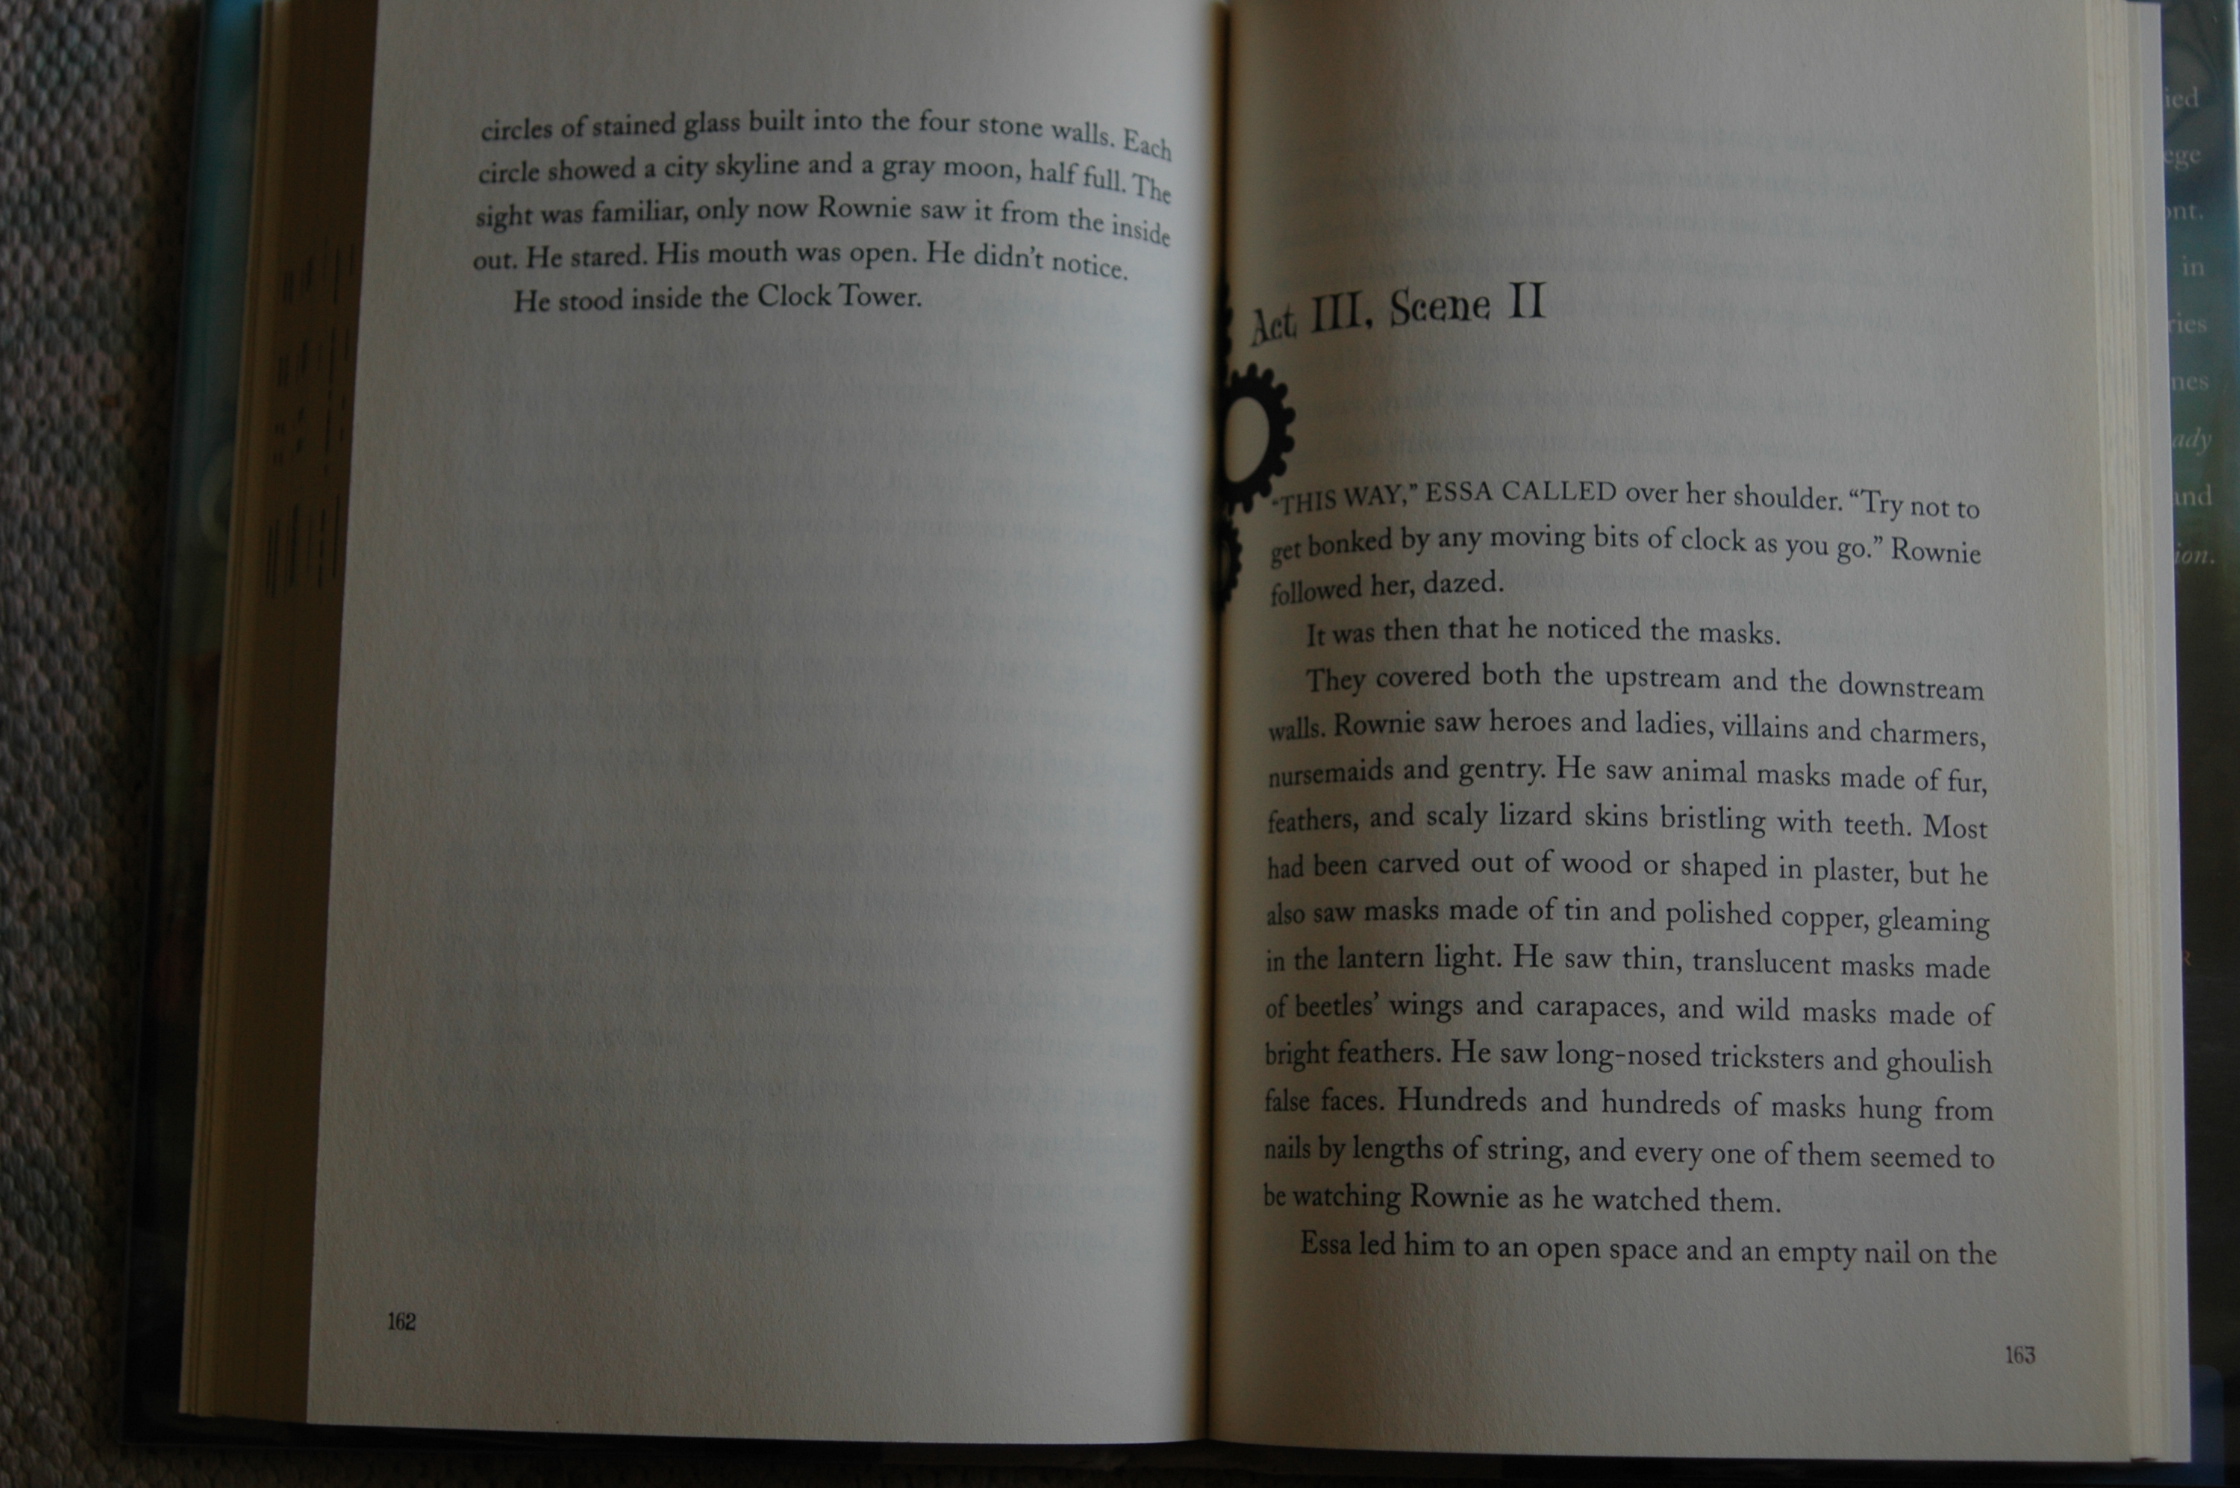 circles of stained glass built into the four stone walls. Each
circle showed a city skyline and a gray moon, half full. The
sight was familiar, only now Rownie saw it from the inside
out. He stared. His mouth was open. He didn’t notice.
He stood inside the Clock Tower.
162
Act III, Scene II
“THIS WAY,” ESSA CALLED over her shoulder. “Try not to
get bonked by any moving bits of clock as you go.” Rownie
followed her, dazed.
It was then that he noticed the masks.
They covered both the upstream and the downstream
walls. Rownie saw heroes and ladies, villains and charmers,
nursemaids and gentry. He saw animal masks made of fur,
feathers, and scaly lizard skins bristling with teeth. Most
had been carved out of wood or shaped in plaster, but he
also saw masks made of tin and polished copper, gleaming
in the lantern light. He saw thin, translucent masks made
of beetles’ wings and carapaces, and wild masks made of
bright feathers. He saw long-nosed tricksters and ghoulish
false faces. Hundreds and hundreds of masks hung from
nails by lengths of string, and every one of them seemed to
be watching Rownie as he watched them.
Essa led him to an open space and an empty nail on the
163
in